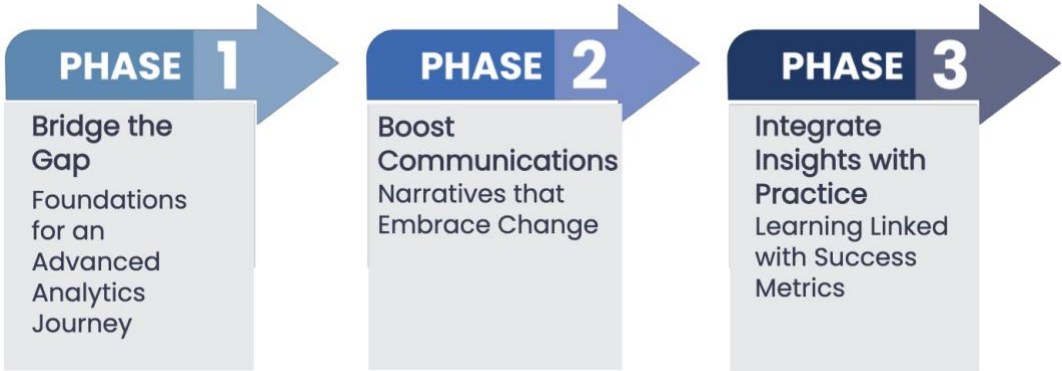 PHASE 1
Bridge the
Gap
Foundations
for an
Advanced
Analytics
Journey
PHASE 2
Boost
Communications
Narratives that
Embrace Change
PHASE 3
Integrate
Insights with
Practice
Learning Linked
with Success
Metrics